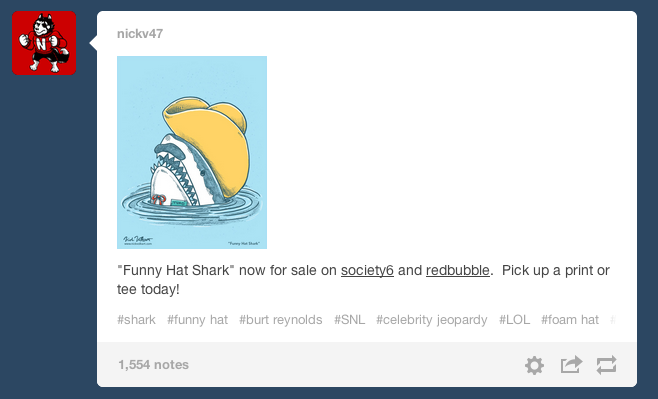 nickv47
N
"Funny Hat Shark"
"Funny Hat Shark" now for sale on society6 and redbubble. Pick up a print or
tee today!
#shark #funny hat #burt reynolds #SNL #celebrity jeopardy #LOL #foam hat #
1,554 notes